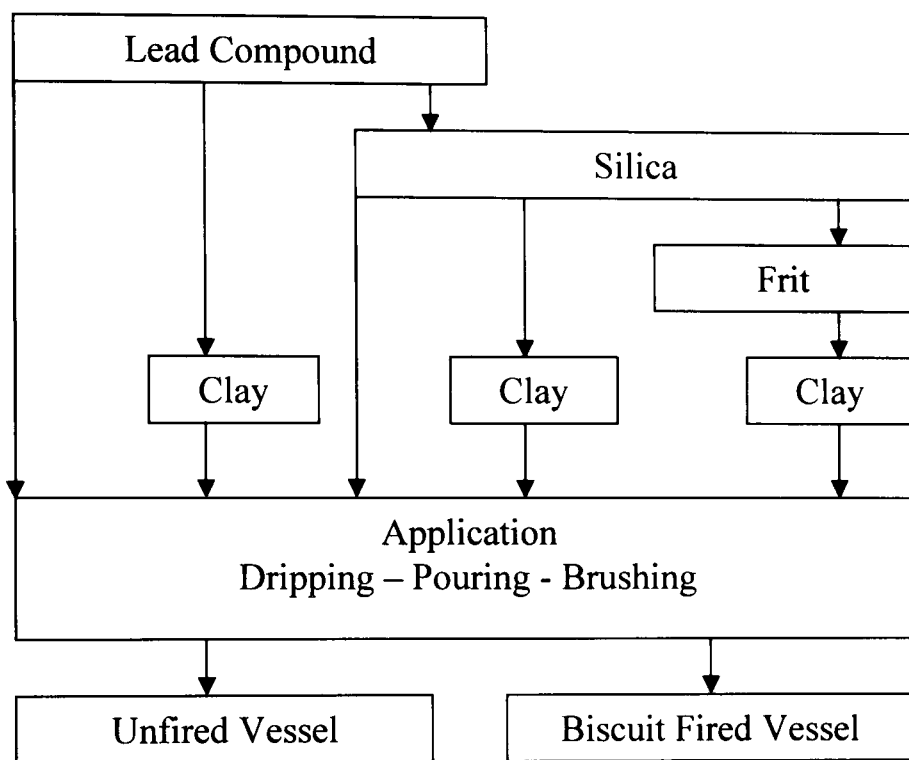 Lead Compound
Silica
Frit
Clay
Clay
Clay
Application
Dripping – Pouring - Brushing
Unfired Vessel
Biscuit Fired Vessel